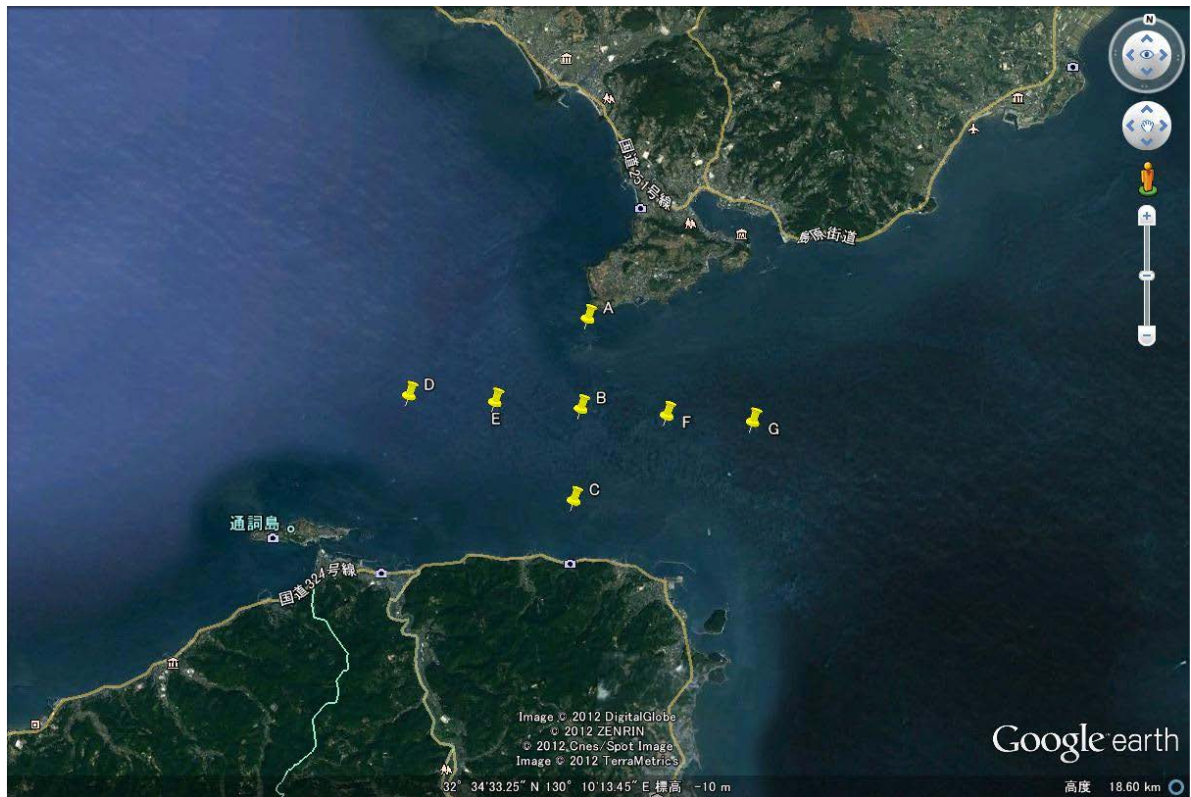 N
国道251号線
島原街道
A
D
E
B
F
G
C
通詞島
国道324号線
Image © 2012 DigitalGlobe
© 2012 ZENRIN
© 2012 Cnes/Spot Image
Image © 2012 TerraMetrics
Google earth
32° 34'33.25" N 130° 10'13.45" E 標高 -10 m
高度 18.60 km